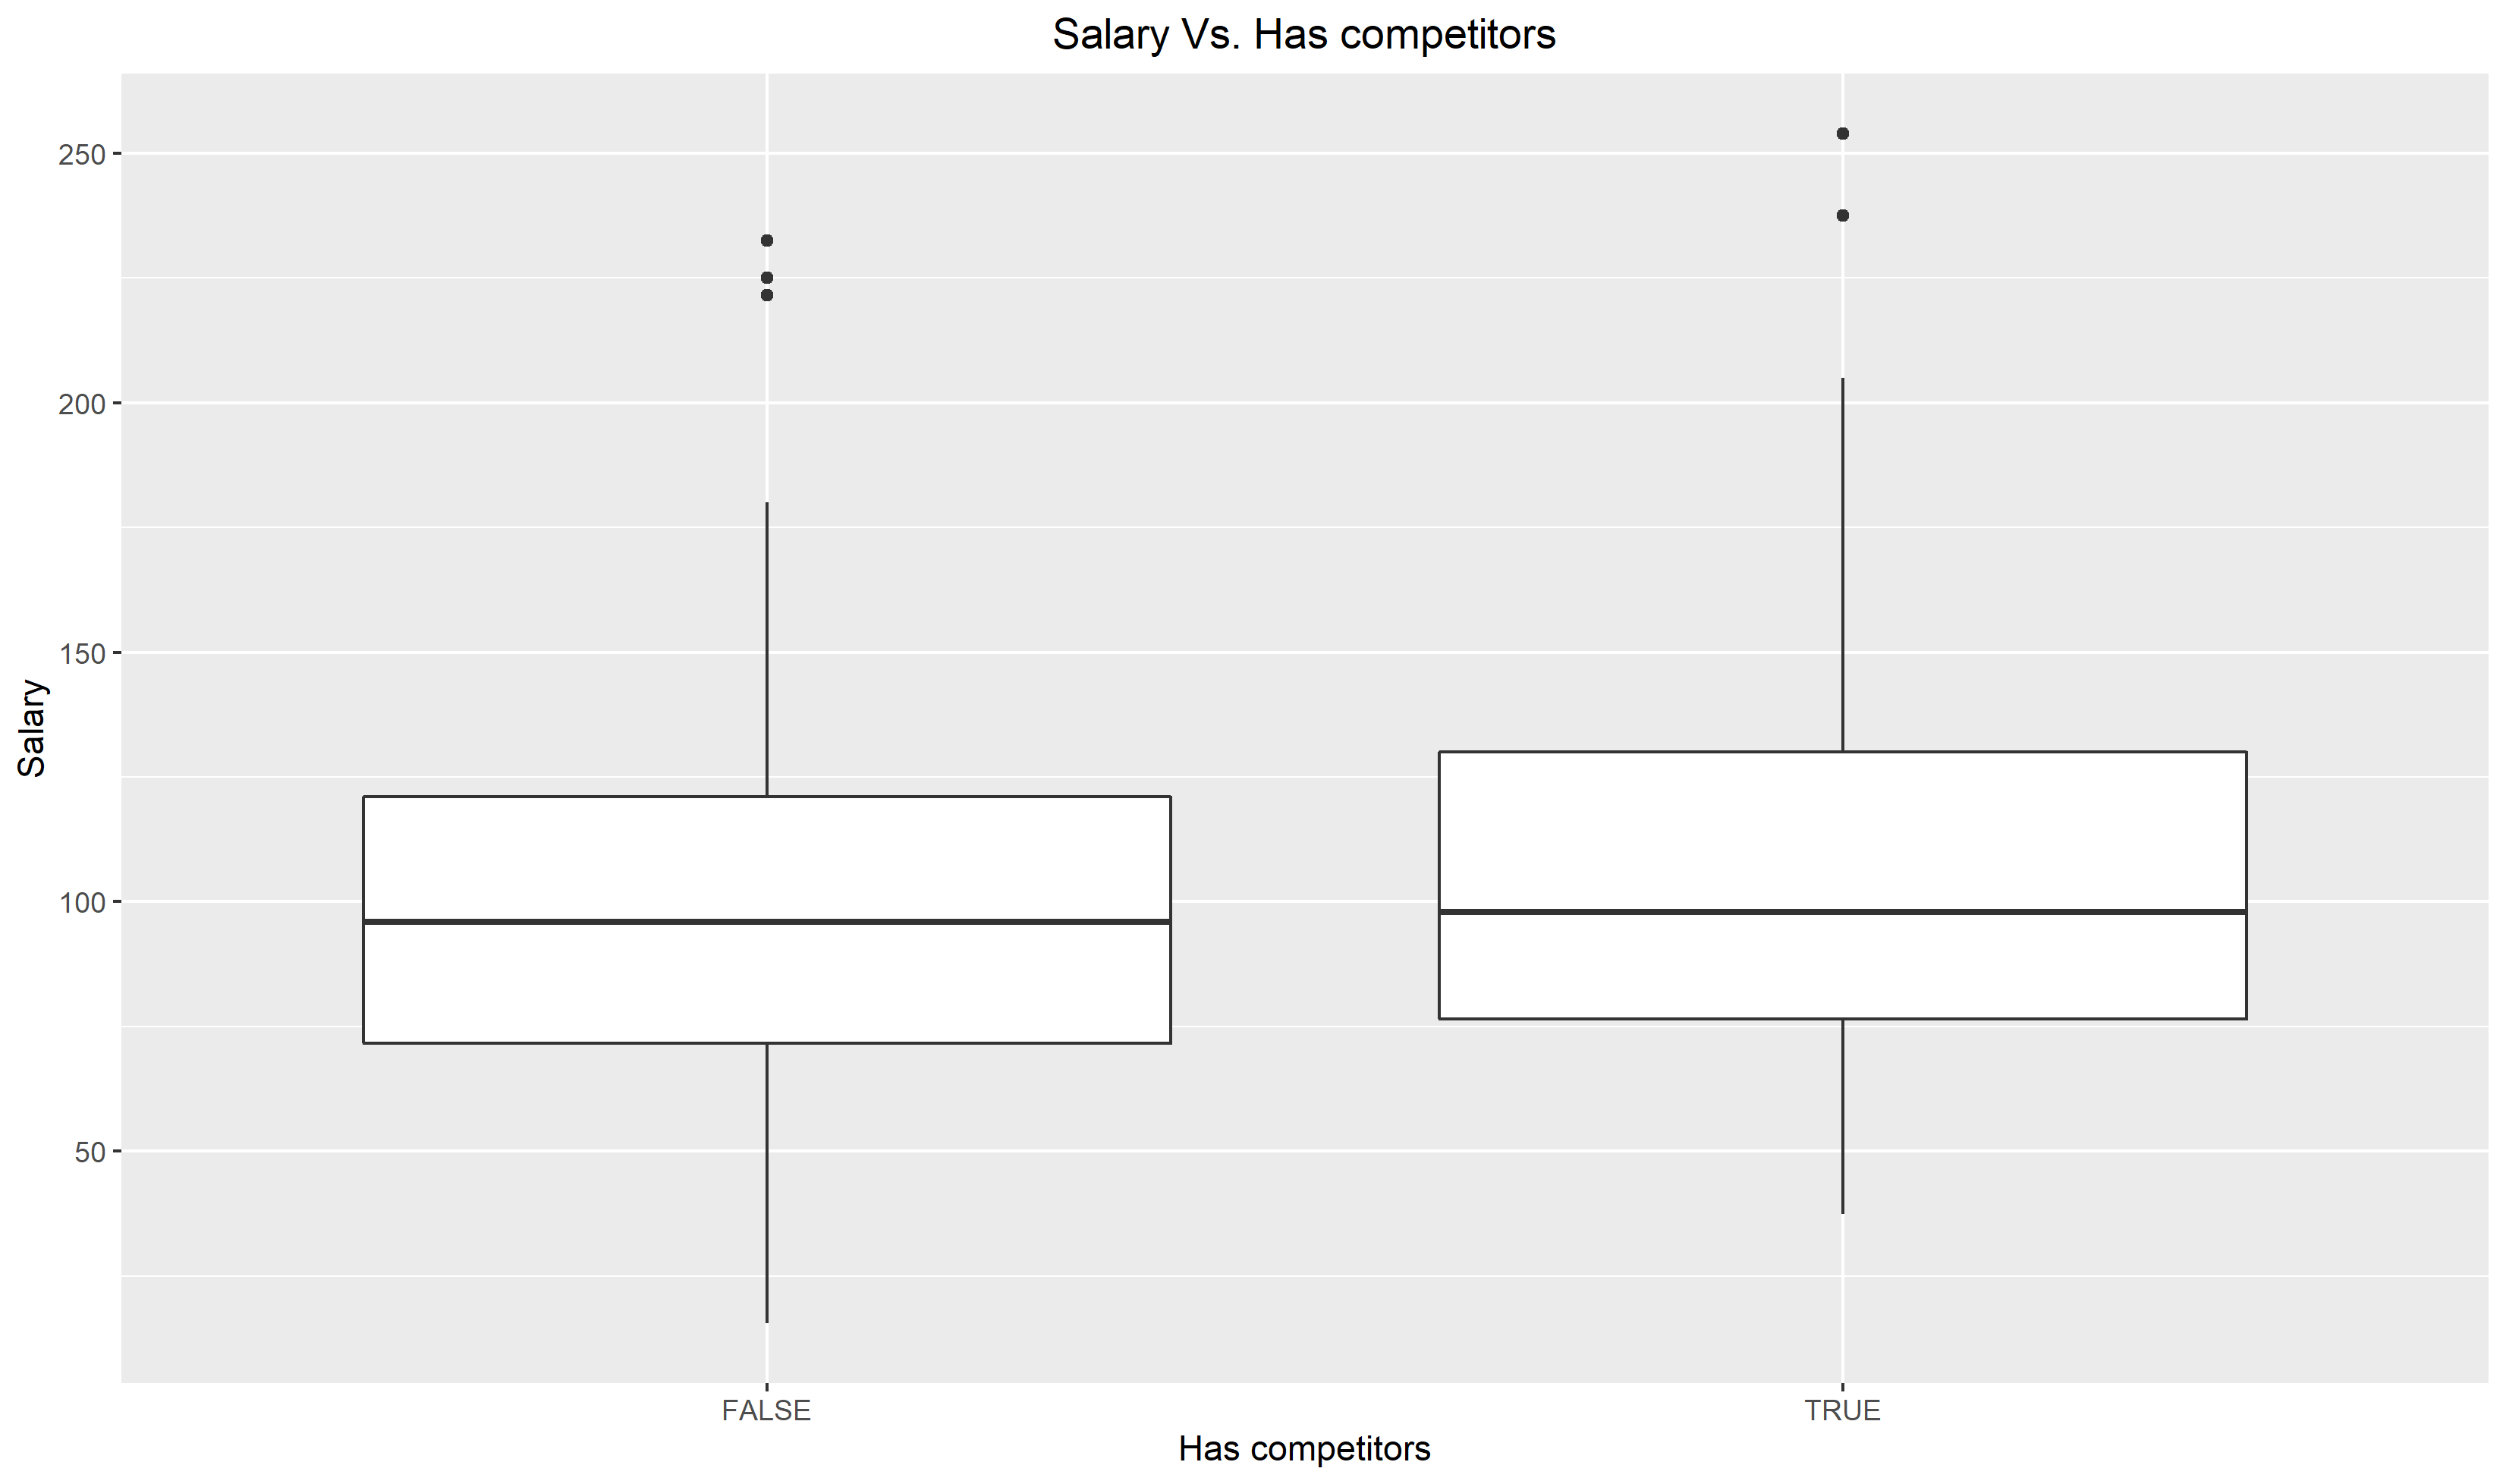 Salary Vs. Has competitors
250
200
150
100
50
Salary
FALSE
TRUE
Has competitors